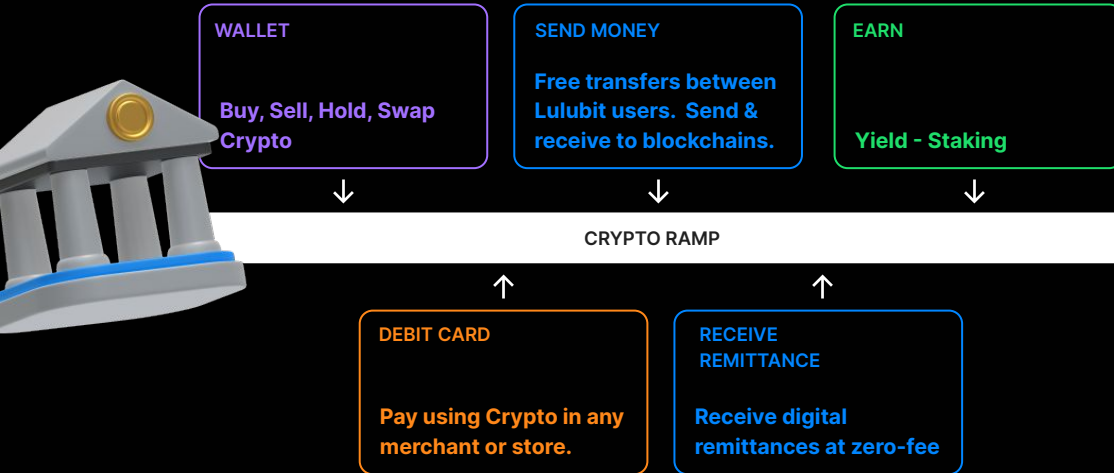 WALLET
Buy, Sell, Hold, Swap
Crypto
SEND MONEY
Free transfers between
Lulubit users. Send &
receive to blockchains.
EARN
Yield - Staking
CRYPTO RAMP
DEBIT CARD
Pay using Crypto in any
merchant or store.
RECEIVE
REMITTANCE
Receive digital
remittances at zero-fee